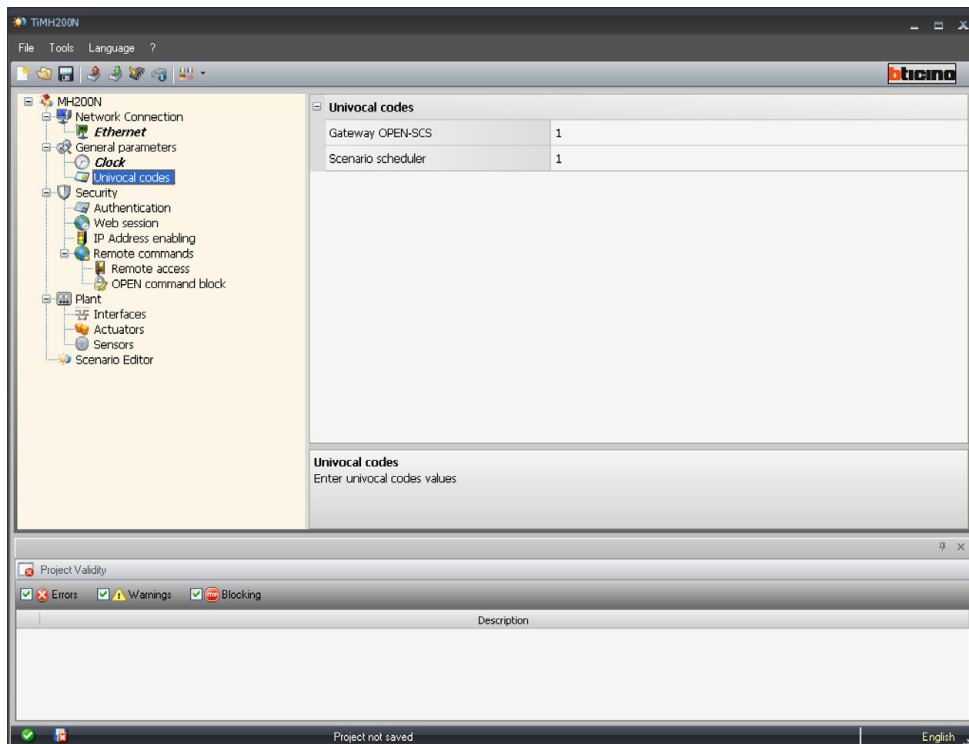 TiMH200N
File Tools Language ?
bticino
MH200N
Network Connection
Ethernet
General parameters
Clock
Univocal codes
Security
Authentication
Web session
IP Address enabling
Remote commands
Remote access
OPEN command block
Plant
Interfaces
Actuators
Sensors
Scenario Editor
Univocal codes
Gateway OPEN-SCS 1
Scenario scheduler 1
Univocal codes
Enter univocal codes values
Project Validity
Errors Warnings STOP Blocking
Description
Project not saved English